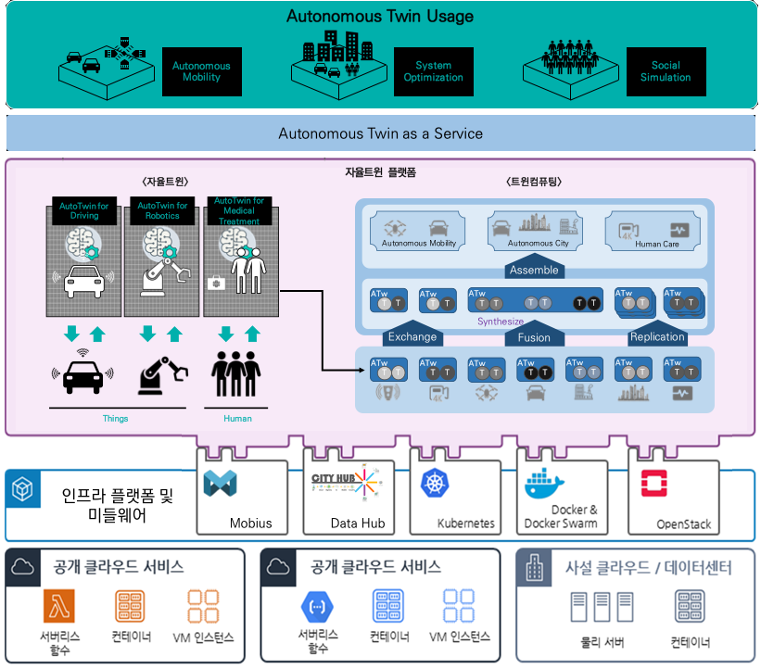 Autonomous Twin Usage
Autonomous
Mobility
System
Optimization
Social
Simulation
Autonomous Twin as a Service
자율트윈 플랫폼
〈자율트윈〉
〈트윈컴퓨팅〉
AutoTwin for
Driving
AutoTwin for
Robotics
AutoTwin for
Medical
Treatment
Autonomous Mobility
Autonomous City
4K
Human Care
Assemble
ATw
T T
ATw
T T
ATw
T T
T T
T T
ATw
T T
ATw
T T
Synthesize
Exchange
Fusion
Replication
ATw
T T
ATw
T T
ATw
T T
ATw
T T
ATw
T T
ATw
T T
ATw
T T
4K
Things
Human
인프라 플랫폼 및
미들웨어
Mobius
CITY HUB
Data Hub
Kubernetes
Docker &
Docker Swarm
OpenStack
공개 클라우드 서비스
서버리스
함수
컨테이너
VM 인스턴스
공개 클라우드 서비스
서버리스
함수
컨테이너
VM 인스턴스
사설 클라우드 / 데이터센터
물리 서버
컨테이너